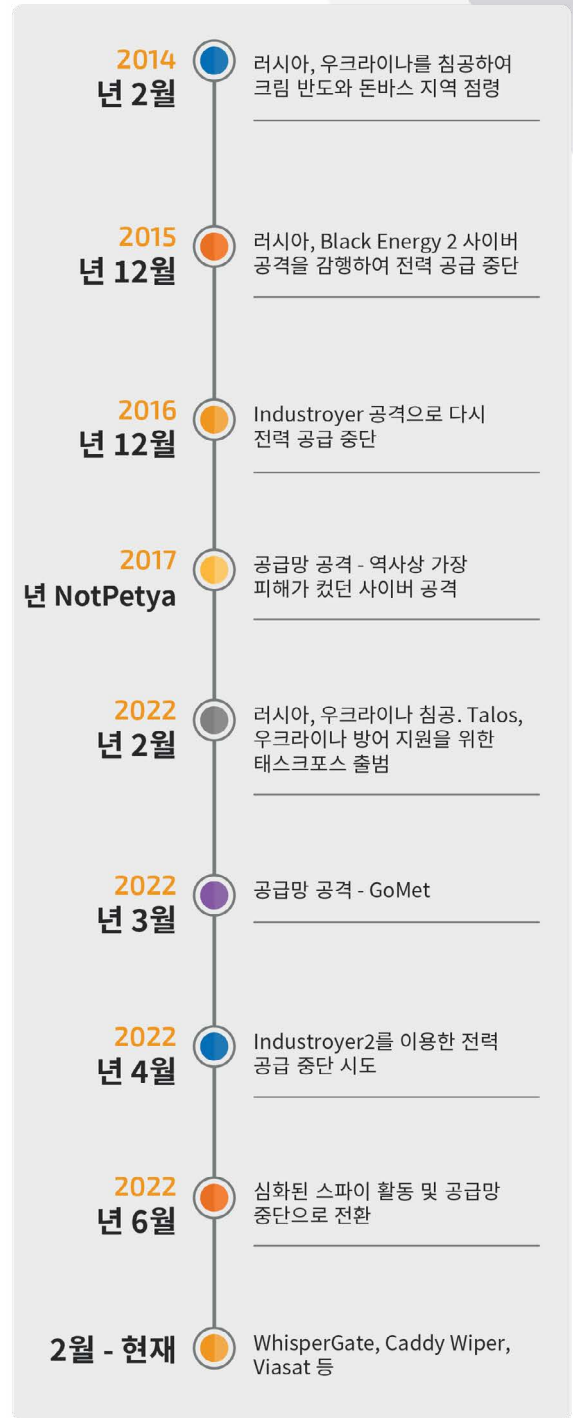 2014
년 2월
러시아, 우크라이나를 침공하여
크림 반도와 돈바스 지역 점령
2015
년 12월
러시아, Black Energy 2 사이버
공격을 감행하여 전력 공급 중단
2016
년 12월
Industroyer 공격으로 다시
전력 공급 중단
2017
년 NotPetya
공급망 공격 - 역사상 가장
피해가 컸던 사이버 공격
2022
년 2월
러시아, 우크라이나 침공. Talos,
우크라이나 방어 지원을 위한
태스크포스 출범
2022
년 3월
공급망 공격 - GoMet
2022
년 4월
Industroyer2를 이용한 전력
공급 중단 시도
2022
년 6월
심화된 스파이 활동 및 공급망
중단으로 전환
2월 - 현재
WhisperGate, Caddy Wiper,
Viasat 등